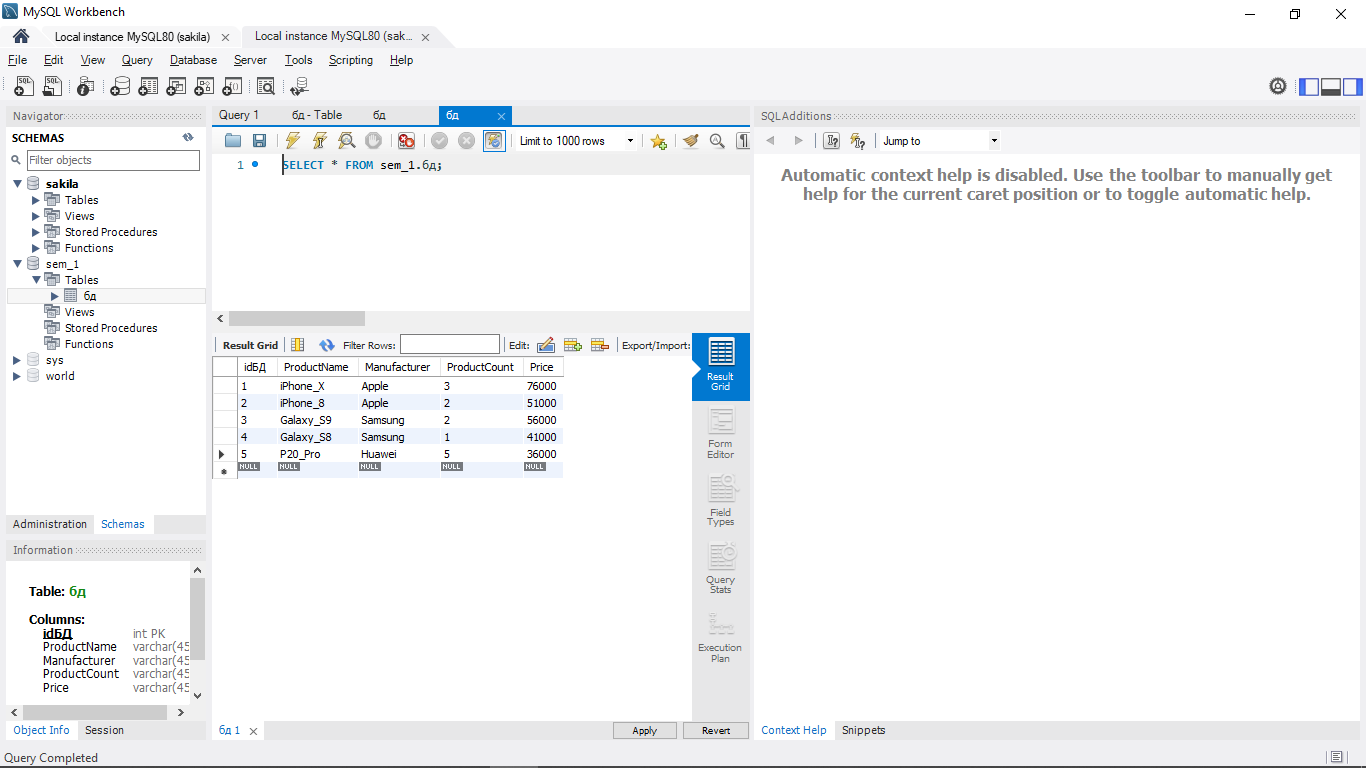 MySQL Workbench
Local instance MySQL80 (sakila)
Local instance MySQL80 (sak...
File Edit View Query Database Server Tools Scripting Help
Navigator
SCHEMAS
Filter objects
sakila
Tables
Views
Stored Procedures
Functions
sem_1
Tables
бд
Views
Stored Procedures
Functions
sys
world
Administration Schemas
Information
Table: бд
Columns:
idБД int PK
ProductName varchar(45
Manufacturer varchar(45
ProductCount varchar(45
Price varchar(45
Object Info Session
Query 1 бд - Table бд бд
Limit to 1000 rows
1 SELECT * FROM sem_1.бд;
Result Grid Filter Rows: Edit: Export/Import:
idБД ProductName Manufacturer ProductCount Price
1 iPhone_X Apple 3 76000
2 iPhone_8 Apple 2 51000
3 Galaxy_S9 Samsung 2 56000
4 Galaxy_S8 Samsung 1 41000
5 P20_Pro Huawei 5 36000
NULL NULL NULL NULL NULL
Result
Grid
Form
Editor
Field
Types
Query
Stats
Execution
Plan
бд 1 Apply Revert
SQLAdditions
Jump to
Automatic context help is disabled. Use the toolbar to manually get
help for the current caret position or to toggle automatic help.
Context Help Snippets
Query Completed